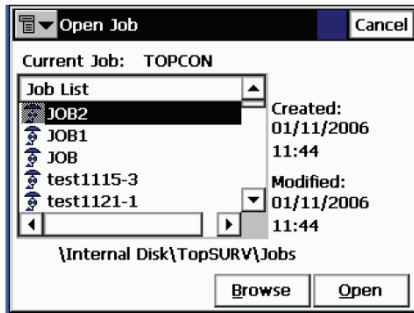 Open Job
Cancel
Current Job: TOPCON
Job List
JOB2
JOB1
JOB
test1115-3
test1121-1
Created:
01/11/2006
11:44
Modified:
01/11/2006
11:44
\Internal Disk\TopSURV\Jobs
Browse
Open